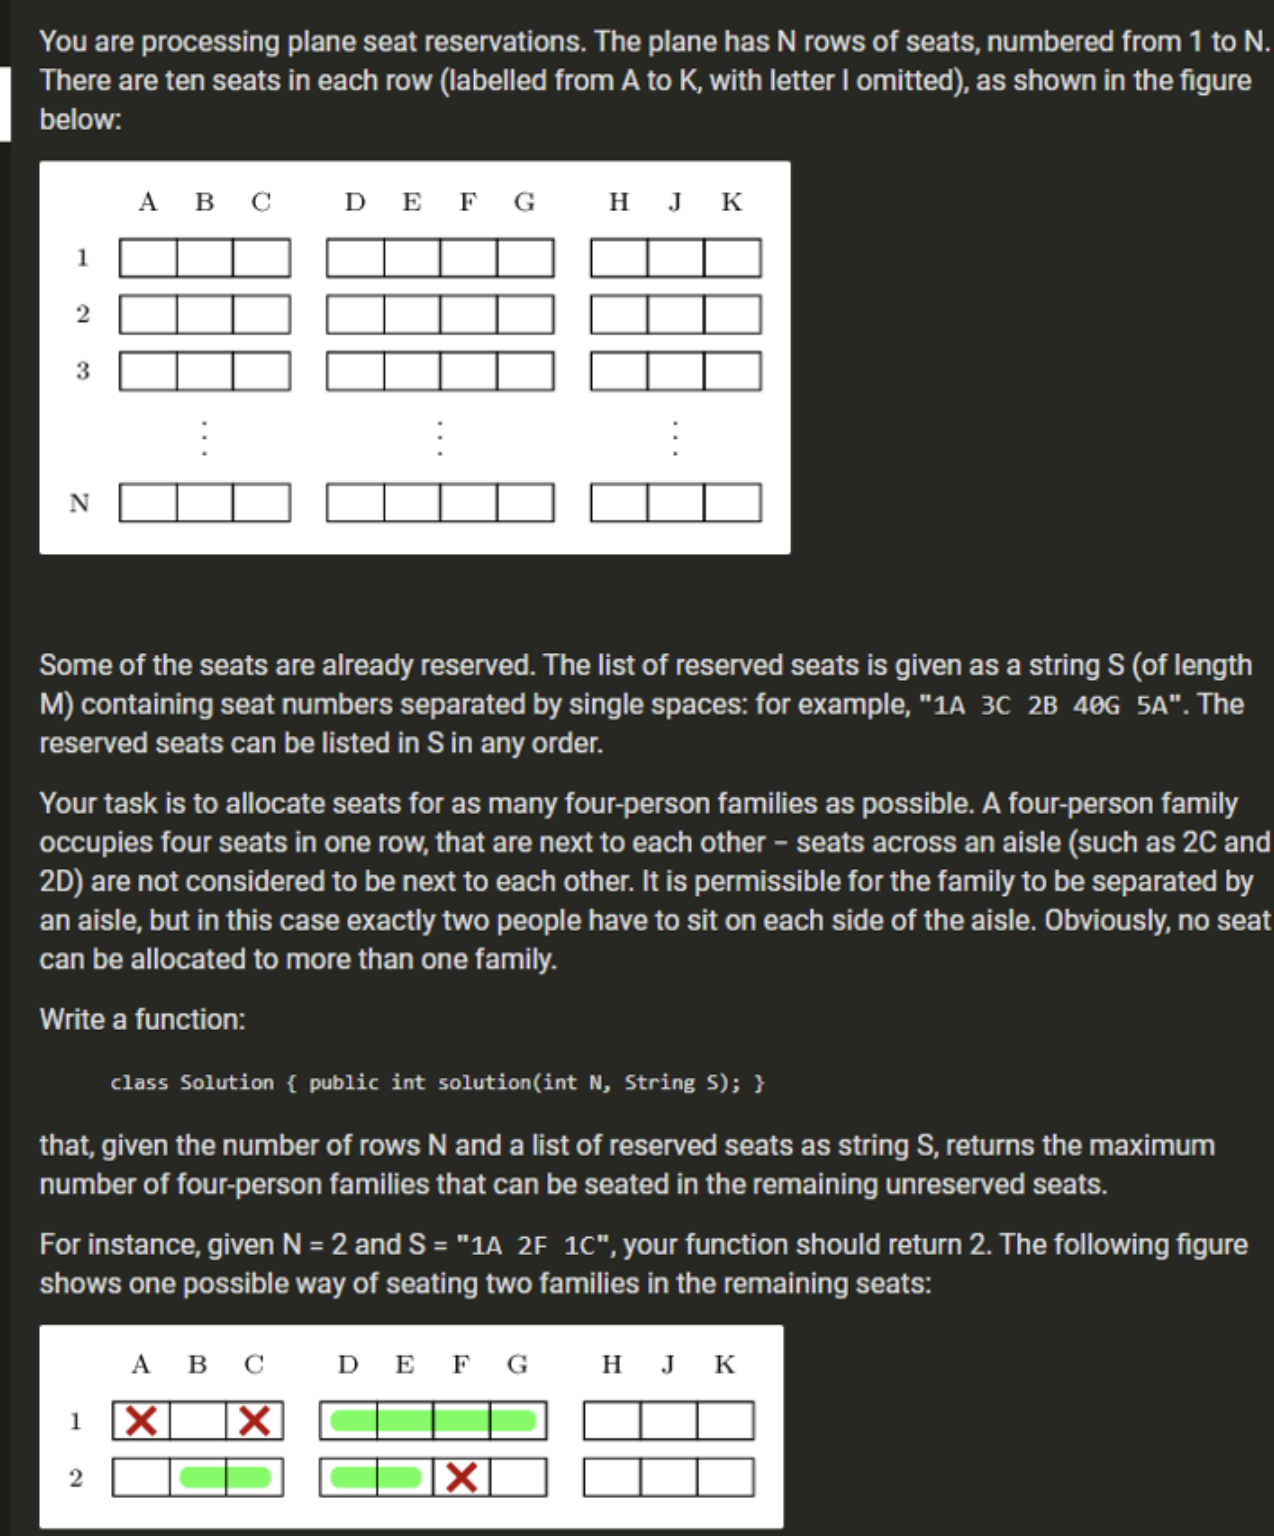 You are processing plane seat reservations. The plane has N rows of seats, numbered from 1 to N.
There are ten seats in each row (labelled from A to K, with letter I omitted), as shown in the figure
below:
A B C D E F G H J K
1
2
3
N
Some of the seats are already reserved. The list of reserved seats is given as a string S (of length
M) containing seat numbers separated by single spaces: for example, "1A 3C 2B 40G 5A". The
reserved seats can be listed in S in any order.
Your task is to allocate seats for as many four-person families as possible. A four-person family
occupies four seats in one row, that are next to each other – seats across an aisle (such as 2C and
2D) are not considered to be next to each other. It is permissible for the family to be separated by
an aisle, but in this case exactly two people have to sit on each side of the aisle. Obviously, no seat
can be allocated to more than one family.
Write a function:
class Solution { public int solution(int N, String S); }
that, given the number of rows N and a list of reserved seats as string S, returns the maximum
number of four-person families that can be seated in the remaining unreserved seats.
For instance, given N = 2 and S = "1A 2F 1C", your function should return 2. The following figure
shows one possible way of seating two families in the remaining seats:
A B C D E F G H J K
1
2